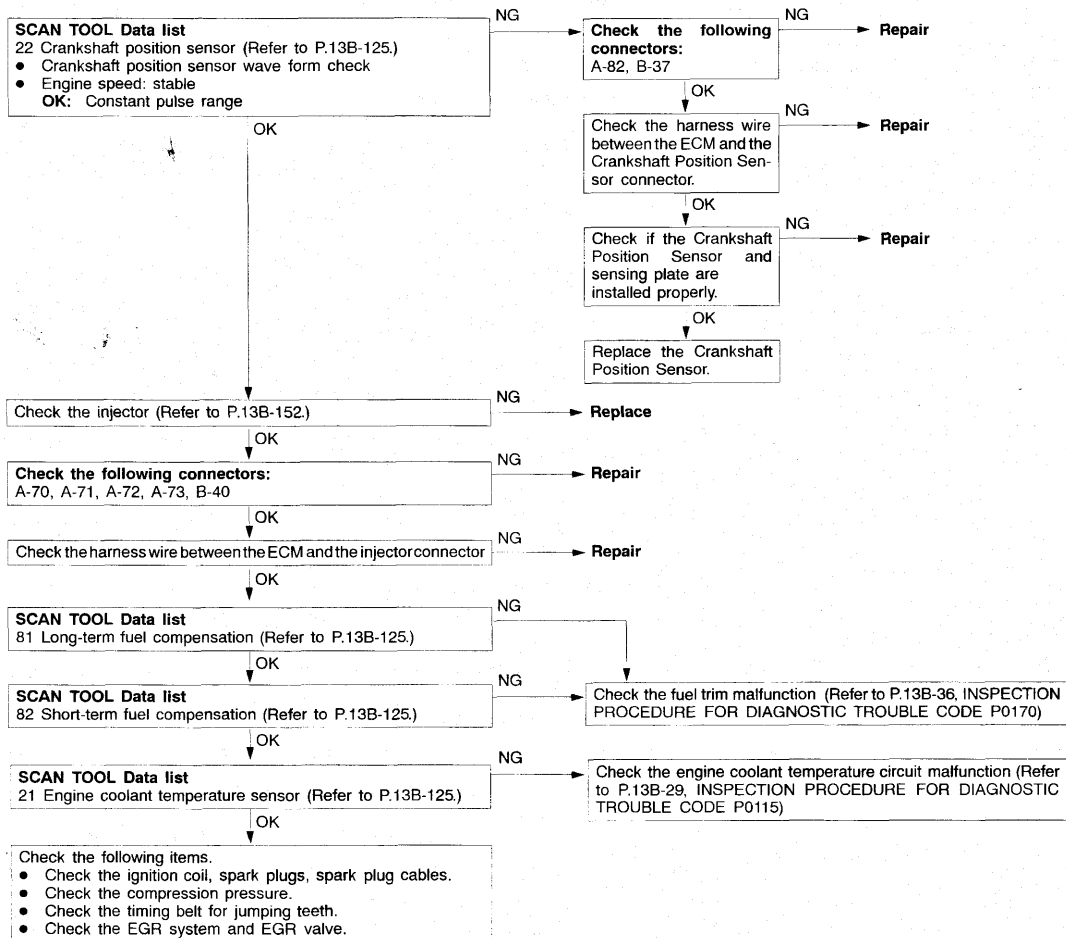 SCAN TOOL Data list
22 Crankshaft position sensor (Refer to P.13B-125.)
● Crankshaft position sensor wave form check
● Engine speed: stable
OK: Constant pulse range
NG
Check the following
connectors:
A-82, B-37
NG
Repair
OK
OK
Check the harness wire
between the ECM and the
Crankshaft Position Sen-
sor connector.
NG
Repair
OK
Check if the Crankshaft
Position Sensor and
sensing plate are
installed properly.
NG
Repair
OK
Replace the Crankshaft
Position Sensor.
Check the injector (Refer to P.13B-152.)
NG
Replace
OK
Check the following connectors:
A-70, A-71, A-72, A-73, B-40
NG
Repair
OK
Check the harness wire between the ECM and the injector connector
NG
Repair
OK
SCAN TOOL Data list
81 Long-term fuel compensation (Refer to P.13B-125.)
NG
OK
SCAN TOOL Data list
82 Short-term fuel compensation (Refer to P.13B-125.)
NG
Check the fuel trim malfunction (Refer to P.13B-36, INSPECTION
PROCEDURE FOR DIAGNOSTIC TROUBLE CODE P0170)
OK
SCAN TOOL Data list
21 Engine coolant temperature sensor (Refer to P.13B-125.)
NG
Check the engine coolant temperature circuit malfunction (Refer
to P.13B-29, INSPECTION PROCEDURE FOR DIAGNOSTIC
TROUBLE CODE P0115)
OK
Check the following items.
● Check the ignition coil, spark plugs, spark plug cables.
● Check the compression pressure.
● Check the timing belt for jumping teeth.
● Check the EGR system and EGR valve.